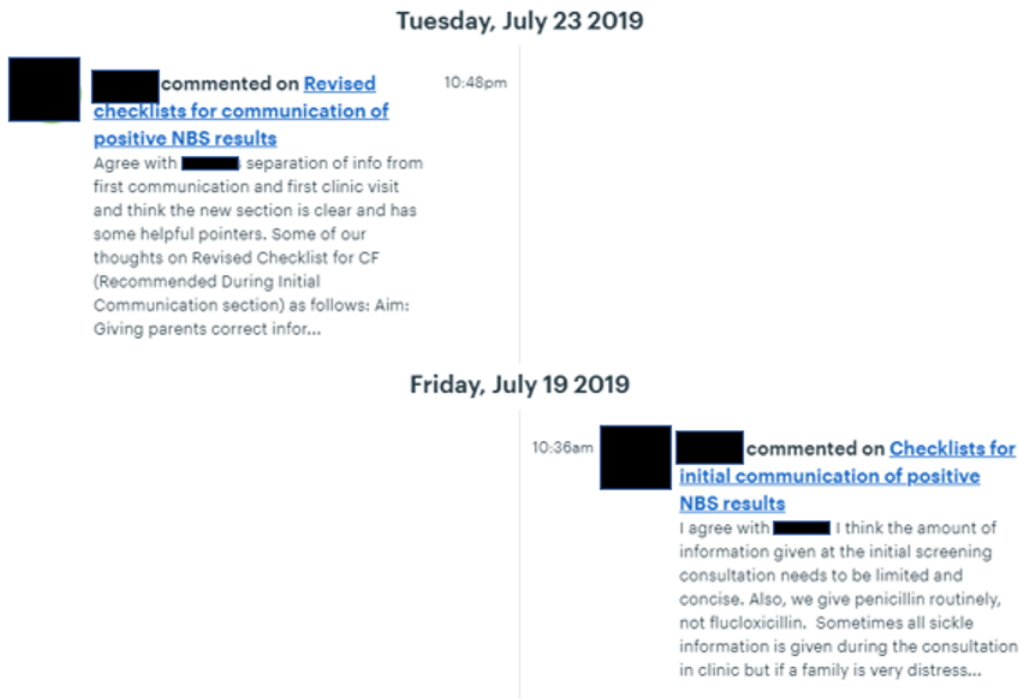 Tuesday, July 23 2019
commented on Revised
10:48pm
checklists for communication of
positive NBS results
Agree with separation of info from
first communication and first clinic visit
and think the new section is clear and has
some helpful pointers. Some of our
thoughts on Revised Checklist for CF
(Recommended During Initial
Communication section) as follows: Aim:
Giving parents correct infor...
Friday, July 19 2019
10:36am
commented on Checklists for
initial communication of positive
NBS results
I agree with I think the amount of
information given at the initial screening
consultation needs to be limited and
concise. Also, we give penicillin routinely,
not flucloxicillin. Sometimes all sickle
information is given during the consultation
in clinic but if a family is very distress...